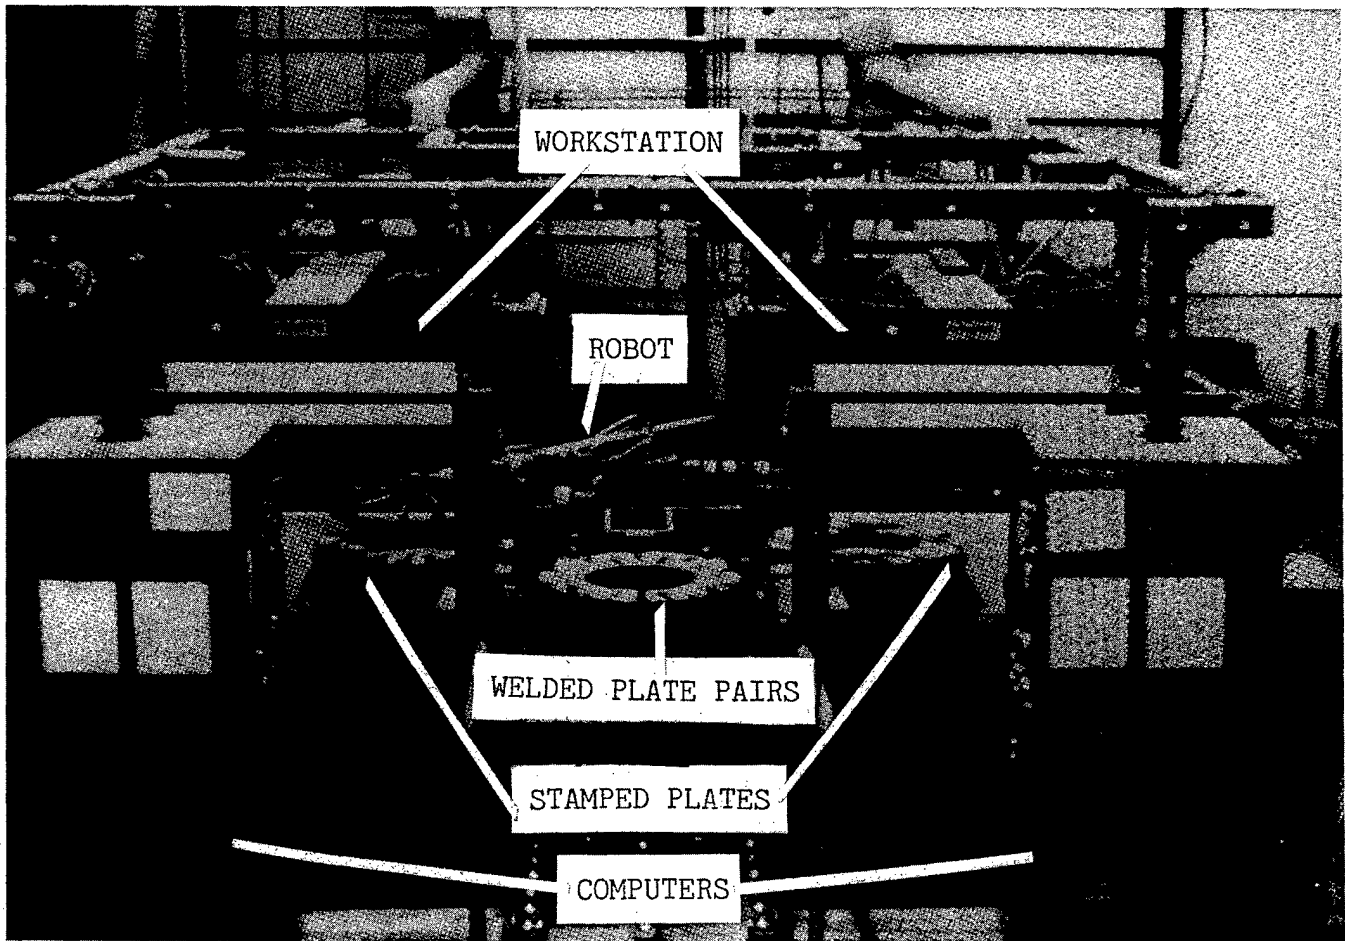 WORKSTATION
ROBOT
WELDED PLATE PAIRS
STAMPED PLATES
COMPUTERS